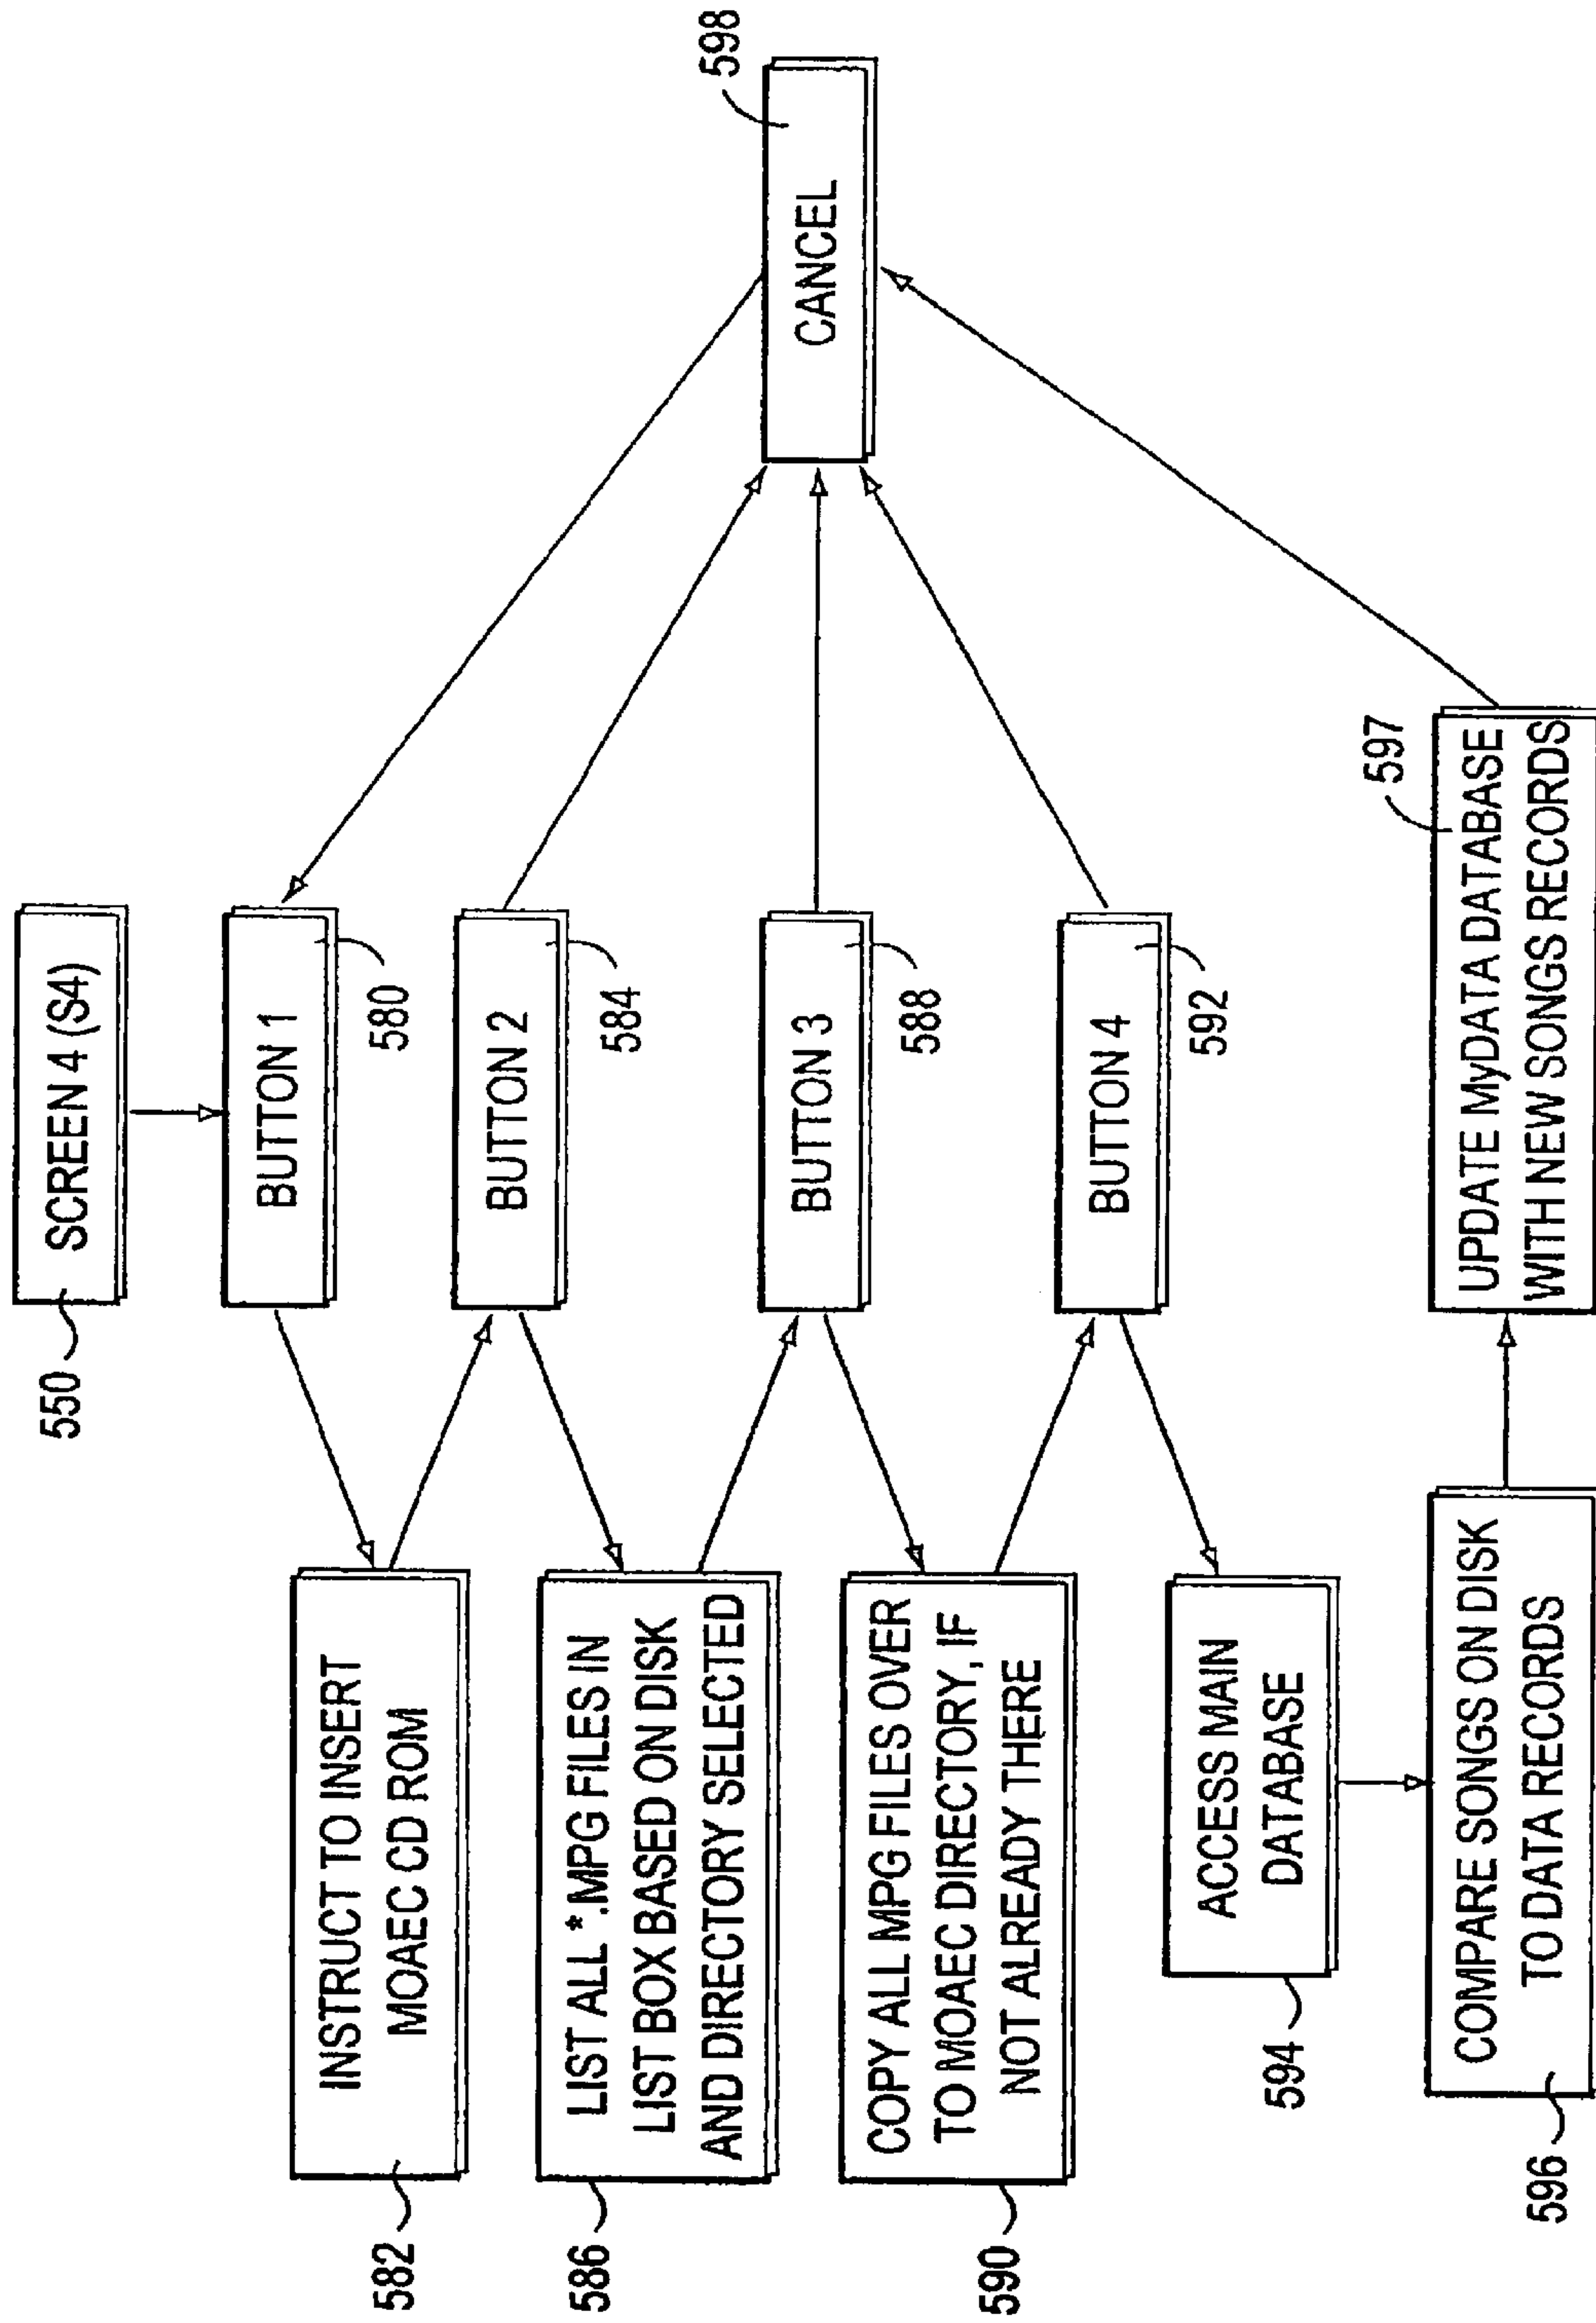 SCREEN 4 (S4)
550
BUTTON 1
580
INSTRUCT TO INSERT
MOAEC CD ROM
582
BUTTON 2
584
LIST ALL *.MPG FILES IN
LIST BOX BASED ON DISK
AND DIRECTORY SELECTED
586
BUTTON 3
588
COPY ALL MPG FILES OVER
TO MOAEC DIRECTORY, IF
NOT ALREADY THERE
590
BUTTON 4
592
ACCESS MAIN
DATABASE
594
COMPARE SONGS ON DISK
TO DATA RECORDS
596
UPDATE MyDATA DATABASE
WITH NEW SONGS RECORDS
597
CANCEL
598